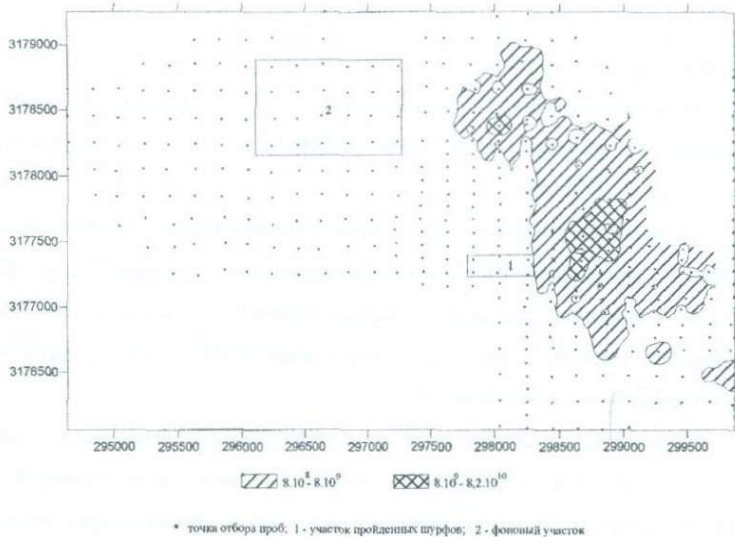 3179000
3178500
3178000
3177500
3177000
3176500
2
1
295000 295500 296000 296500 297000 297500 298000 298500 299000 299500
8.10⁸- 8.10⁹ 8.10⁹ - 8,2.10¹⁰
* точка отбора проб; 1 - участок пройденных шурфов; 2 - фоновый участок